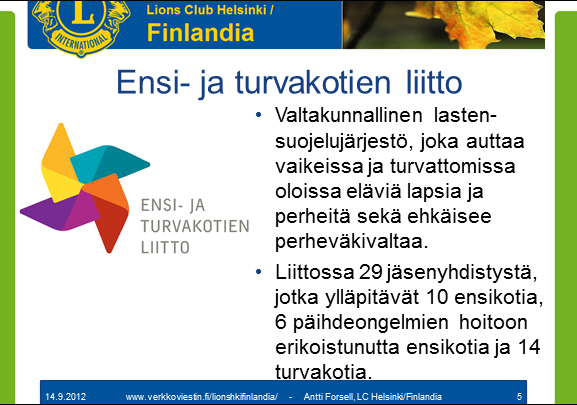 L
INTERNATIONAL
Lions Club Helsinki /
Finlandia
Ensi- ja turvakotien liitto
ENSI- JA
TURVAKOTIEN
LIITTO
• Valtakunnallinen lasten-
suojelujärjestö, joka auttaa
vaikeissa ja turvattomissa
oloissa eläviä lapsia ja
perheitä sekä ehkäisee
perheväkivaltaa.
• Liittossa 29 jäsenyhdistystä,
jotka ylläpitävät 10 ensikotia,
6 päihdeongelmien hoitoon
erikoistunutta ensikotia ja 14
turvakotia.
14.9.2012 www.verkkoviestin.fi/lionshkifinlandia/ - Antti Forsell, LC Helsinki/Finlandia 5